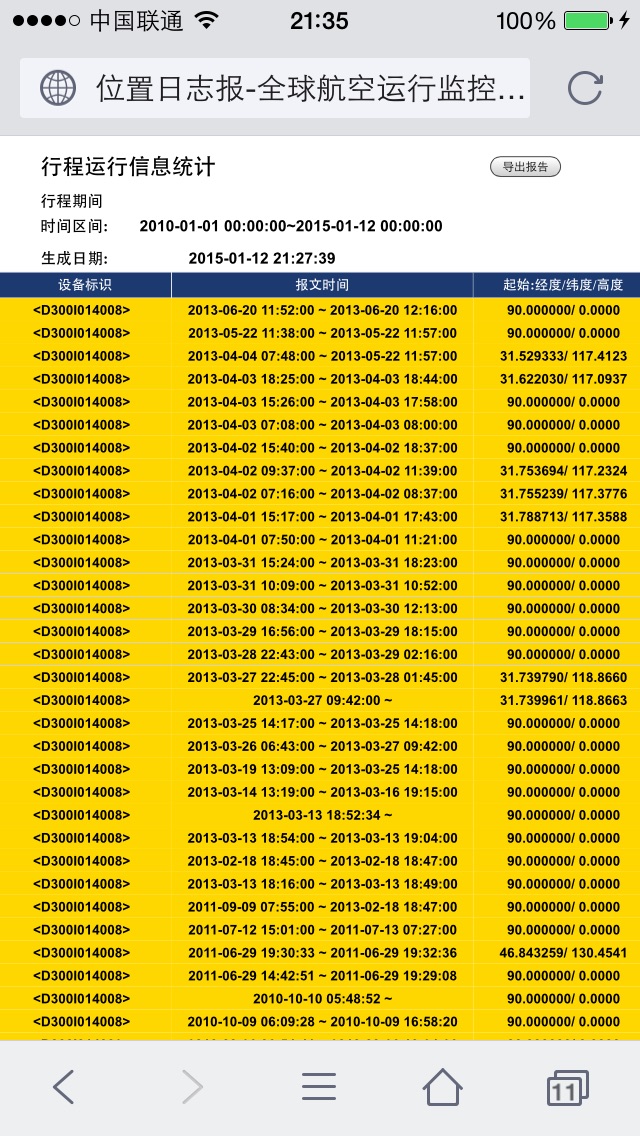 中国联通 21:35 100%
位置日志报-全球航空运行监控...
行程运行信息统计 导出报告
行程期间
时间区间: 2010-01-01 00:00:00~2015-01-12 00:00:00
生成日期: 2015-01-12 21:27:39
设备标识 报文时间 起始:经度/纬度/高度
<D300I014008> 2013-06-20 11:52:00 ~ 2013-06-20 12:16:00 90.000000/ 0.0000
<D300I014008> 2013-05-22 11:38:00 ~ 2013-05-22 11:57:00 90.000000/ 0.0000
<D300I014008> 2013-04-04 07:48:00 ~ 2013-05-22 11:57:00 31.529333/ 117.4123
<D300I014008> 2013-04-03 18:25:00 ~ 2013-04-03 18:44:00 31.622030/ 117.0937
<D300I014008> 2013-04-03 15:26:00 ~ 2013-04-03 17:58:00 90.000000/ 0.0000
<D300I014008> 2013-04-03 07:08:00 ~ 2013-04-03 08:00:00 90.000000/ 0.0000
<D300I014008> 2013-04-02 15:40:00 ~ 2013-04-02 18:37:00 90.000000/ 0.0000
<D300I014008> 2013-04-02 09:37:00 ~ 2013-04-02 11:39:00 31.753694/ 117.2324
<D300I014008> 2013-04-02 07:16:00 ~ 2013-04-02 08:37:00 31.755239/ 117.3776
<D300I014008> 2013-04-01 15:17:00 ~ 2013-04-01 17:43:00 31.788713/ 117.3588
<D300I014008> 2013-04-01 07:50:00 ~ 2013-04-01 11:21:00 90.000000/ 0.0000
<D300I014008> 2013-03-31 15:24:00 ~ 2013-03-31 18:23:00 90.000000/ 0.0000
<D300I014008> 2013-03-31 10:09:00 ~ 2013-03-31 10:52:00 90.000000/ 0.0000
<D300I014008> 2013-03-30 08:34:00 ~ 2013-03-30 12:13:00 90.000000/ 0.0000
<D300I014008> 2013-03-29 16:56:00 ~ 2013-03-29 18:15:00 90.000000/ 0.0000
<D300I014008> 2013-03-28 22:43:00 ~ 2013-03-29 02:16:00 90.000000/ 0.0000
<D300I014008> 2013-03-27 22:45:00 ~ 2013-03-28 01:45:00 31.739790/ 118.8660
<D300I014008> 2013-03-27 09:42:00 ~ 31.739961/ 118.8663
<D300I014008> 2013-03-25 14:17:00 ~ 2013-03-25 14:18:00 90.000000/ 0.0000
<D300I014008> 2013-03-26 06:43:00 ~ 2013-03-27 09:42:00 90.000000/ 0.0000
<D300I014008> 2013-03-19 13:09:00 ~ 2013-03-25 14:18:00 90.000000/ 0.0000
<D300I014008> 2013-03-14 13:19:00 ~ 2013-03-16 19:15:00 90.000000/ 0.0000
<D300I014008> 2013-03-13 18:52:34 ~ 90.000000/ 0.0000
<D300I014008> 2013-03-13 18:54:00 ~ 2013-03-13 19:04:00 90.000000/ 0.0000
<D300I014008> 2013-02-18 18:45:00 ~ 2013-02-18 18:47:00 90.000000/ 0.0000
<D300I014008> 2013-03-13 18:16:00 ~ 2013-03-13 18:49:00 90.000000/ 0.0000
<D300I014008> 2011-09-09 07:55:00 ~ 2013-02-18 18:47:00 90.000000/ 0.0000
<D300I014008> 2011-07-12 15:01:00 ~ 2011-07-13 07:27:00 90.000000/ 0.0000
<D300I014008> 2011-06-29 19:30:33 ~ 2011-06-29 19:32:36 46.843259/ 130.4541
<D300I014008> 2011-06-29 14:42:51 ~ 2011-06-29 19:29:08 90.000000/ 0.0000
<D300I014008> 2010-10-10 05:48:52 ~ 90.000000/ 0.0000
<D300I014008> 2010-10-09 06:09:28 ~ 2010-10-09 16:58:20 90.000000/ 0.0000
11